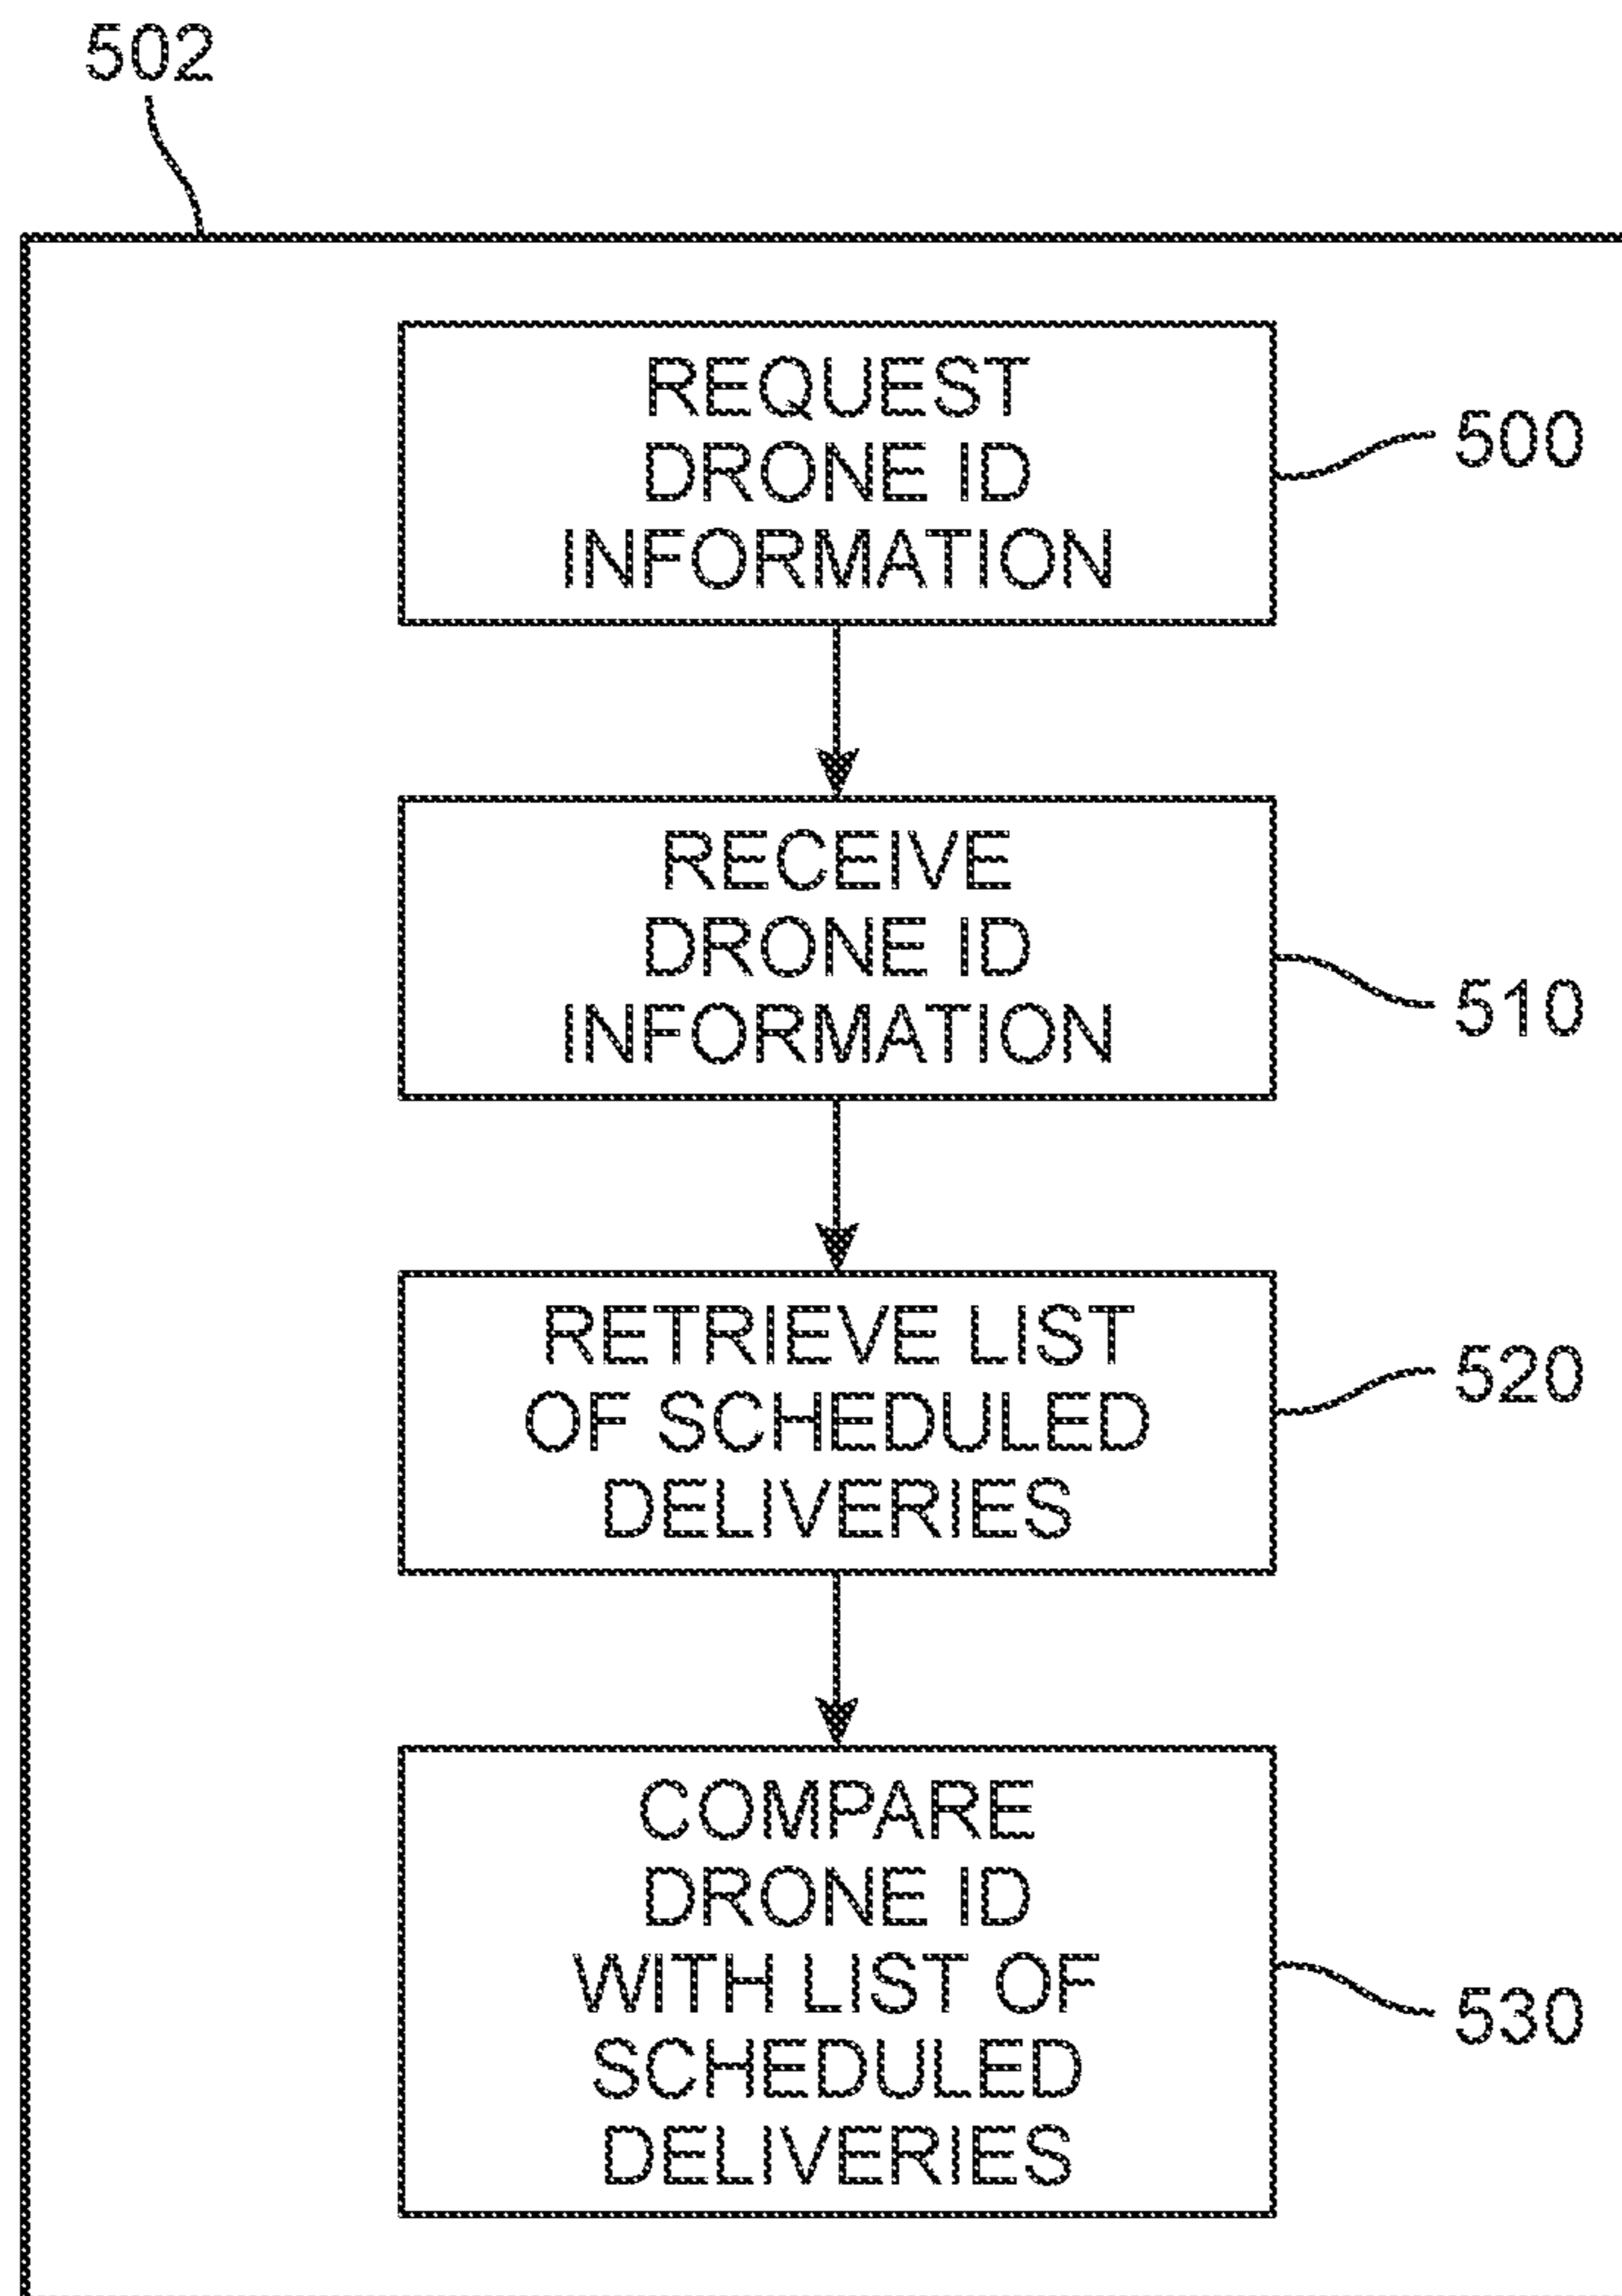 502
REQUEST
DRONE ID
INFORMATION
500
RECEIVE
DRONE ID
INFORMATION
510
RETRIEVE LIST
OF SCHEDULED
DELIVERIES
520
COMPARE
DRONE ID
WITH LIST OF
SCHEDULED
DELIVERIES
530